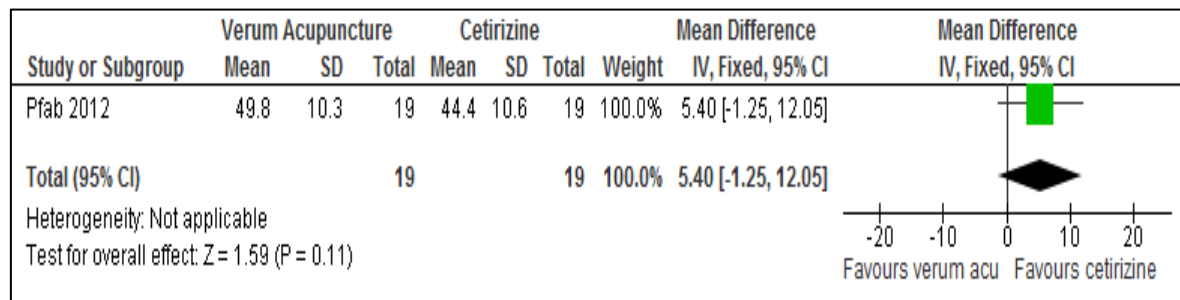 Verum Acupuncture Cetirizine Mean Difference Mean Difference
Study or Subgroup Mean SD Total Mean SD Total Weight IV, Fixed, 95% CI IV, Fixed, 95% CI
Pfab 2012 49.8 10.3 19 44.4 10.6 19 100.0% 5.40 [-1.25, 12.05]
Total (95% CI) 19 19 100.0% 5.40 [-1.25, 12.05]
Heterogeneity: Not applicable
Test for overall effect: Z = 1.59 (P = 0.11)
-20 -10 0 10 20
Favours verum acu Favours cetirizine